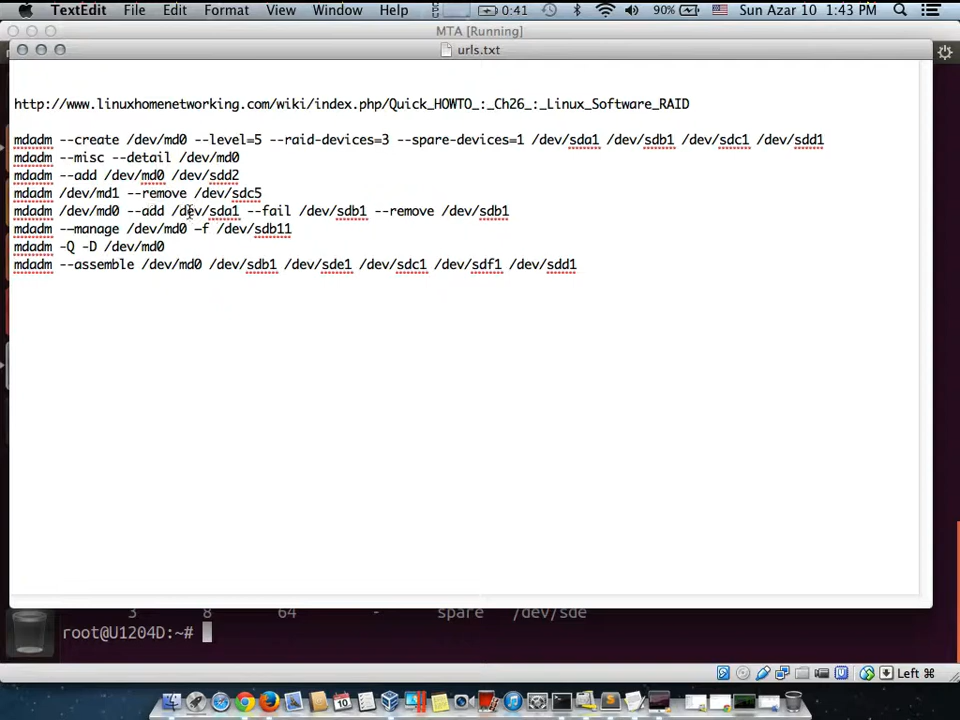 TextEdit File Edit Format View Window Help 0:41 90% Sun Azar 10 1:43 PM
MTA [Running]
urls.txt
http://www.linuxhomenetworking.com/wiki/index.php/Quick_HOWTO_:_Ch26_:_Linux_Software_RAID
mdadm --create /dev/md0 --level=5 --raid-devices=3 --spare-devices=1 /dev/sda1 /dev/sdb1 /dev/sdc1 /dev/sdd1
mdadm --misc --detail /dev/md0
mdadm --add /dev/md0 /dev/sdd2
mdadm /dev/md1 --remove /dev/sdc5
mdadm /dev/md0 --add /dev/sda1 --fail /dev/sdb1 --remove /dev/sdb1
mdadm --manage /dev/md0 –f /dev/sdb11
mdadm -Q -D /dev/md0
mdadm --assemble /dev/md0 /dev/sdb1 /dev/sde1 /dev/sdc1 /dev/sdf1 /dev/sdd1
3 8 64 - spare /dev/sde
root@U1204D:~#
Left ⌘